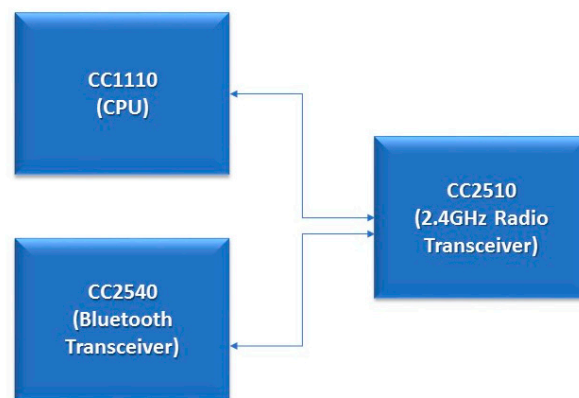 CC1110
(CPU)
CC2510
(2.4GHz Radio
Transceiver)
CC2540
(Bluetooth
Transceiver)